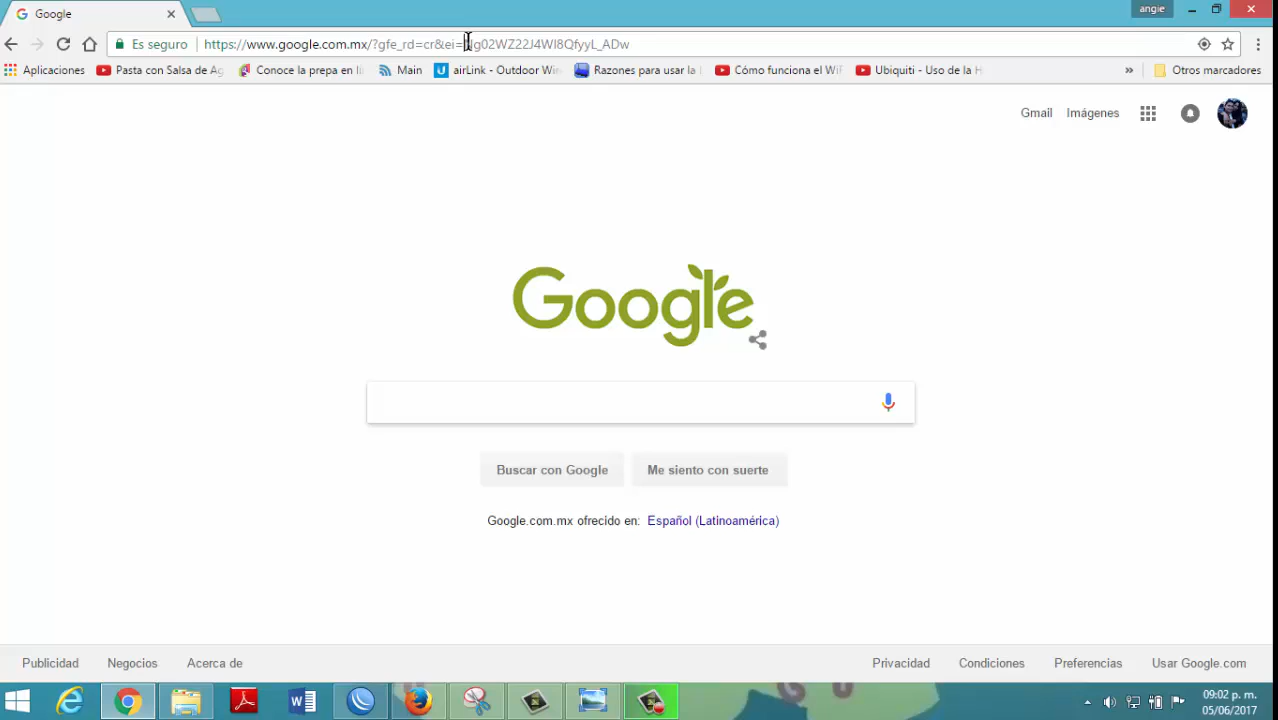 Google
angie
Es seguro
https://www.google.com.mx/?gfe_rd=cr&ei=
g02WZ22J4WI8QfyyL_ADw
Aplicaciones
Pasta con Salsa de Ag
Conoce la prepa en lí
Main
airLink - Outdoor Wir
Razones para usar la
Cómo funciona el WiF
Ubiquiti - Uso de la H
»
Otros marcadores
Gmail
Imágenes
Google
Buscar con Google
Me siento con suerte
Google.com.mx ofrecido en: Español (Latinoamérica)
Publicidad
Negocios
Acerca de
Privacidad
Condiciones
Preferencias
Usar Google.com
09:02 p. m.
05/06/2017